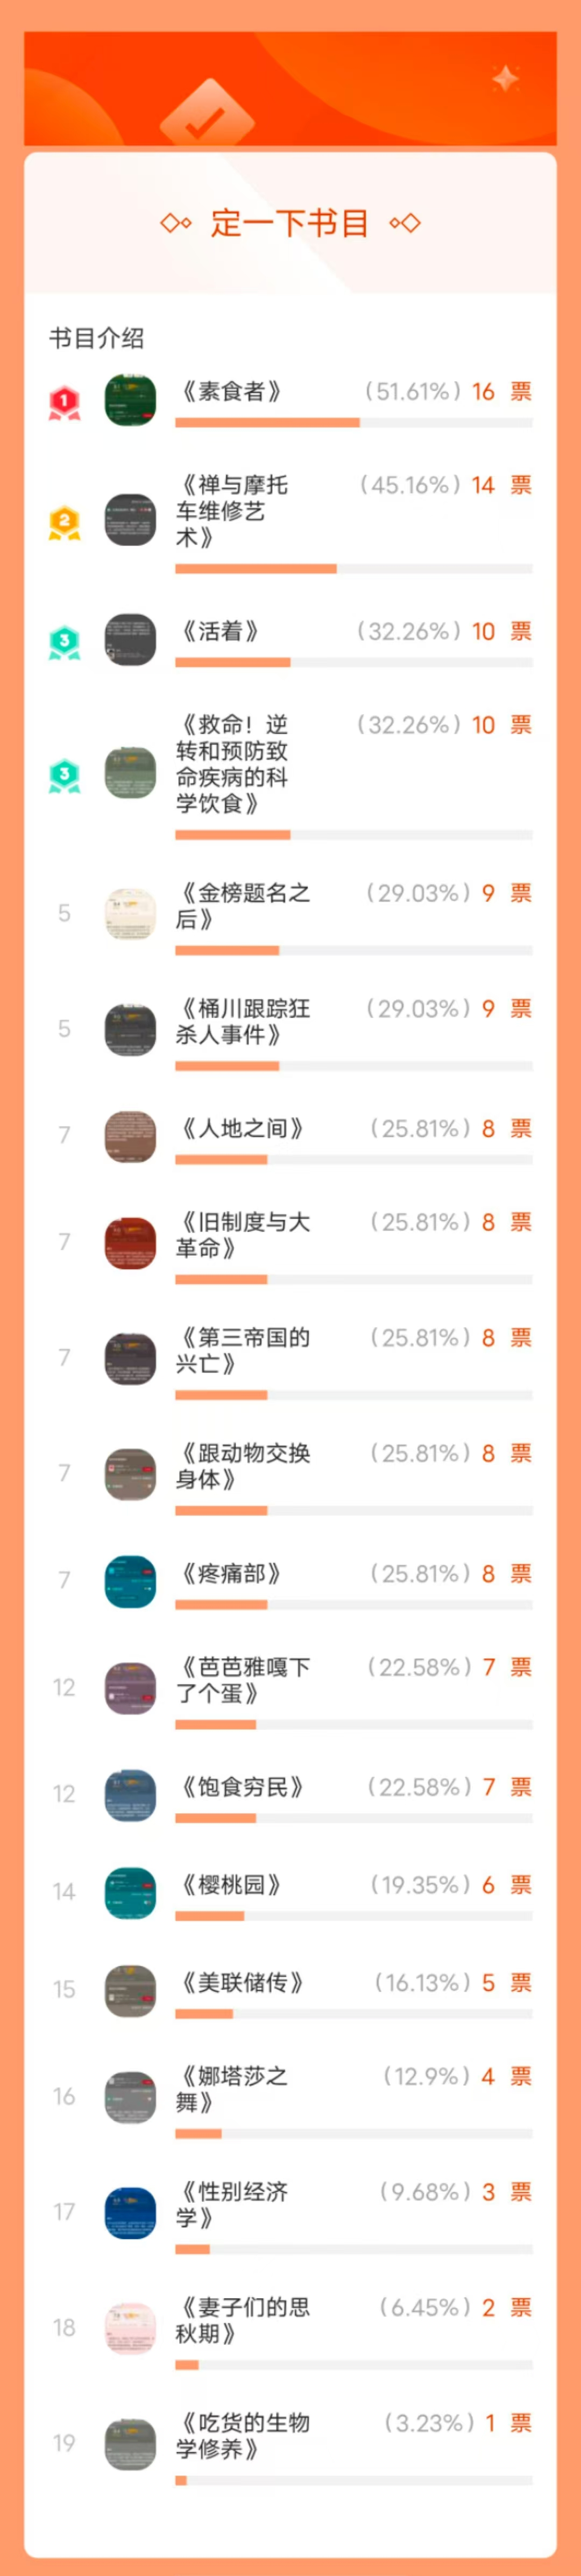 定一下书目
书目介绍
1
《素食者》 (51.61%) 16 票
2
《禅与摩托 (45.16%) 14 票
车维修艺
术》
3
《活着》 (32.26%) 10 票
3
《救命！逆 (32.26%) 10 票
转和预防致
命疾病的科
学饮食》
5
《金榜题名之 (29.03%) 9 票
后》
5
《桶川跟踪狂 (29.03%) 9 票
杀人事件》
7
《人地之间》 (25.81%) 8 票
7
《旧制度与大 (25.81%) 8 票
革命》
7
《第三帝国的 (25.81%) 8 票
兴亡》
7
《跟动物交换 (25.81%) 8 票
身体》
7
《疼痛部》 (25.81%) 8 票
12
《芭芭雅嘎下 (22.58%) 7 票
了个蛋》
12
《饱食穷民》 (22.58%) 7 票
14
《樱桃园》 (19.35%) 6 票
15
《美联储传》 (16.13%) 5 票
16
《娜塔莎之 (12.9%) 4 票
舞》
17
《性别经济 (9.68%) 3 票
学》
18
《妻子们的思 (6.45%) 2 票
秋期》
19
《吃货的生物 (3.23%) 1 票
学修养》